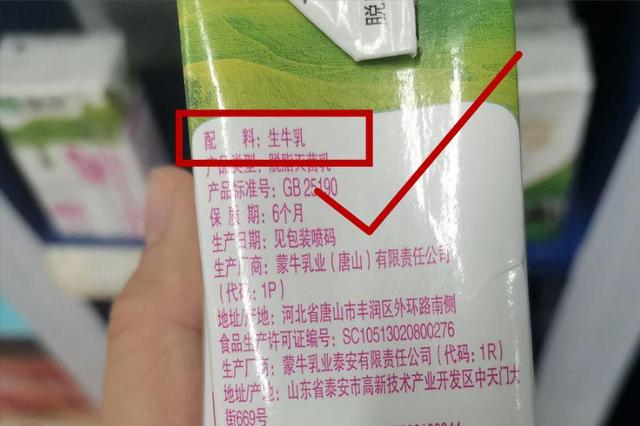 脱
配 料：生牛乳
产品类型：脱脂灭菌乳
产品标准号：GB 25190
保 质 期：6个月
生产日期：见包装喷码
生产厂商：蒙牛乳业（唐山）有限责任公司
（代码：1P）
地址/产地：河北省唐山市丰润区外环路南侧
食品生产许可证编号：SC10513020800276
生产厂商：蒙牛乳业泰安有限责任公司（代码：1R）
地址/产地：山东省泰安市高新技术产业开发区中天门大
街669号